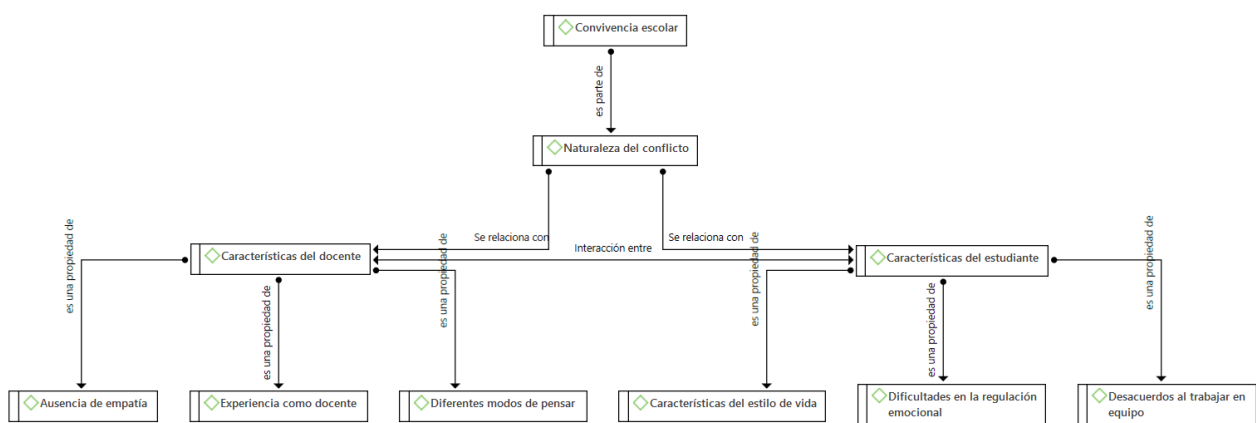 Convivencia escolar
es parte de
Naturaleza del conflicto
Se relaciona con
Se relaciona con
Interacción entre
Características del docente
Características del estudiante
es una propiedad de
es una propiedad de
es una propiedad de
es una propiedad de
es una propiedad de
es una propiedad de
Ausencia de empatía
Experiencia como docente
Diferentes modos de pensar
Características del estilo de vida
Dificultades en la regulación
emocional
Desacuerdos al trabajar en
equipo